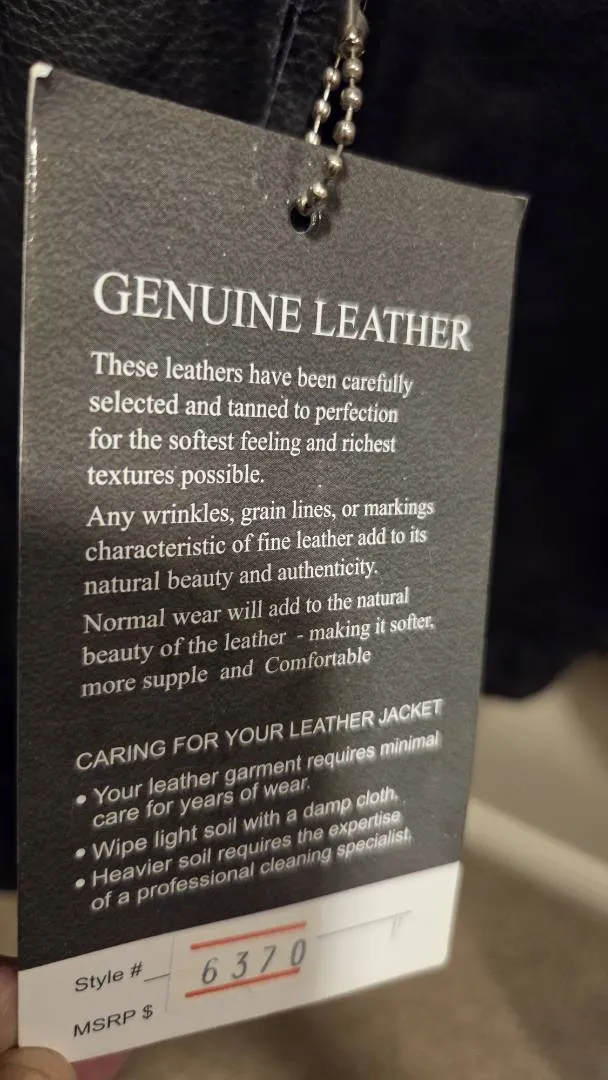 GENUINE LEATHER
These leathers have been carefully
selected and tanned to perfection
for the softest feeling and richest
textures possible.
Any wrinkles, grain lines, or markings
characteristic of fine leather add to its
natural beauty and authenticity.
Normal wear will add to the natural
beauty of the leather - making it softer,
more supple and Comfortable
CARING FOR YOUR LEATHER JACKET
• Your leather garment requires minimal
care for years of wear.
• Wipe light soil with a damp cloth.
• Heavier soil requires the expertise
of a professional cleaning specialist.
Style # 6370
MSRP $